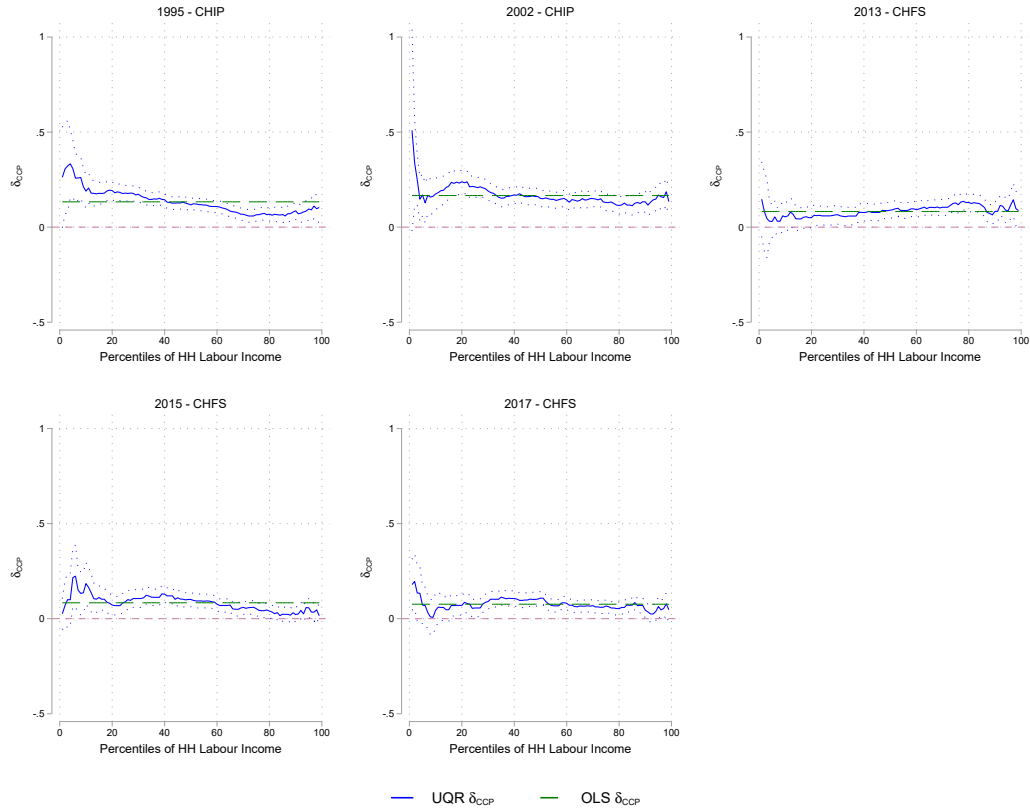 1995 - CHIP
2002 - CHIP
2013 - CHFS
1
.5
0
-.5
δCCP
0 20 40 60 80 100
Percentiles of HH Labour Income
1
.5
0
-.5
δCCP
0 20 40 60 80 100
Percentiles of HH Labour Income
1
.5
0
-.5
δCCP
0 20 40 60 80 100
Percentiles of HH Labour Income
2015 - CHFS
2017 - CHFS
1
.5
0
-.5
δCCP
0 20 40 60 80 100
Percentiles of HH Labour Income
1
.5
0
-.5
δCCP
0 20 40 60 80 100
Percentiles of HH Labour Income
UQR δCCP OLS δCCP